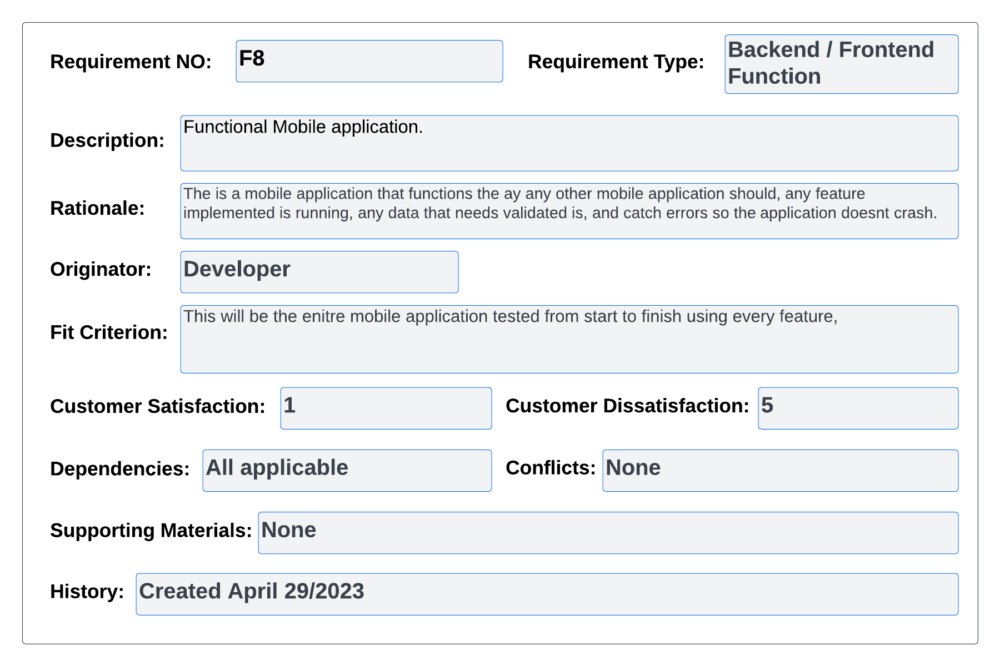 Requirement NO: F8 Requirement Type: Backend / Frontend
Function
Description: Functional Mobile application.
Rationale: The is a mobile application that functions the ay any other mobile application should, any feature
implemented is running, any data that needs validated is, and catch errors so the application doesnt crash.
Originator: Developer
Fit Criterion: This will be the enitre mobile application tested from start to finish using every feature,
Customer Satisfaction: 1 Customer Dissatisfaction: 5
Dependencies: All applicable Conflicts: None
Supporting Materials: None
History: Created April 29/2023